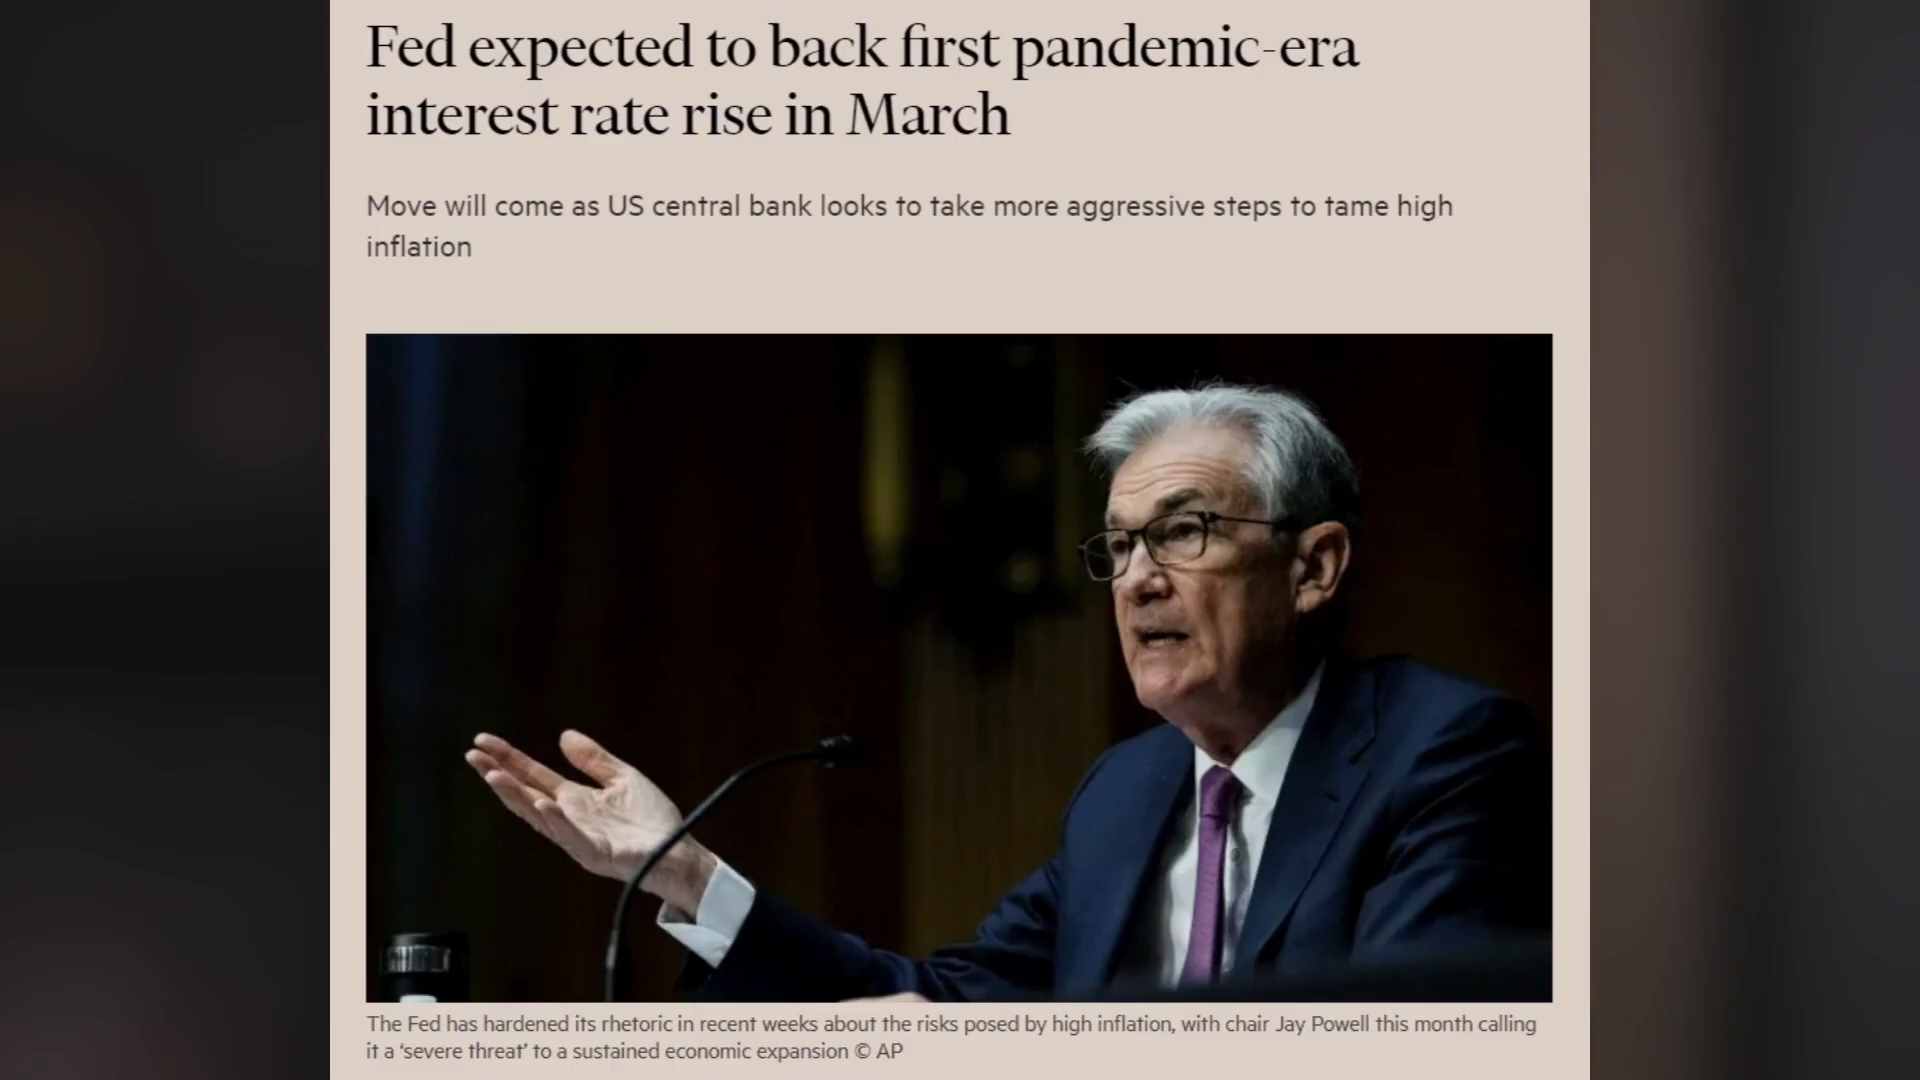 Fed expected to back first pandemic-era
interest rate rise in March
Move will come as US central bank looks to take more aggressive steps to tame high
inflation
The Fed has hardened its rhetoric in recent weeks about the risks posed by high inflation, with chair Jay Powell this month calling
it a ‘severe threat’ to a sustained economic expansion © AP